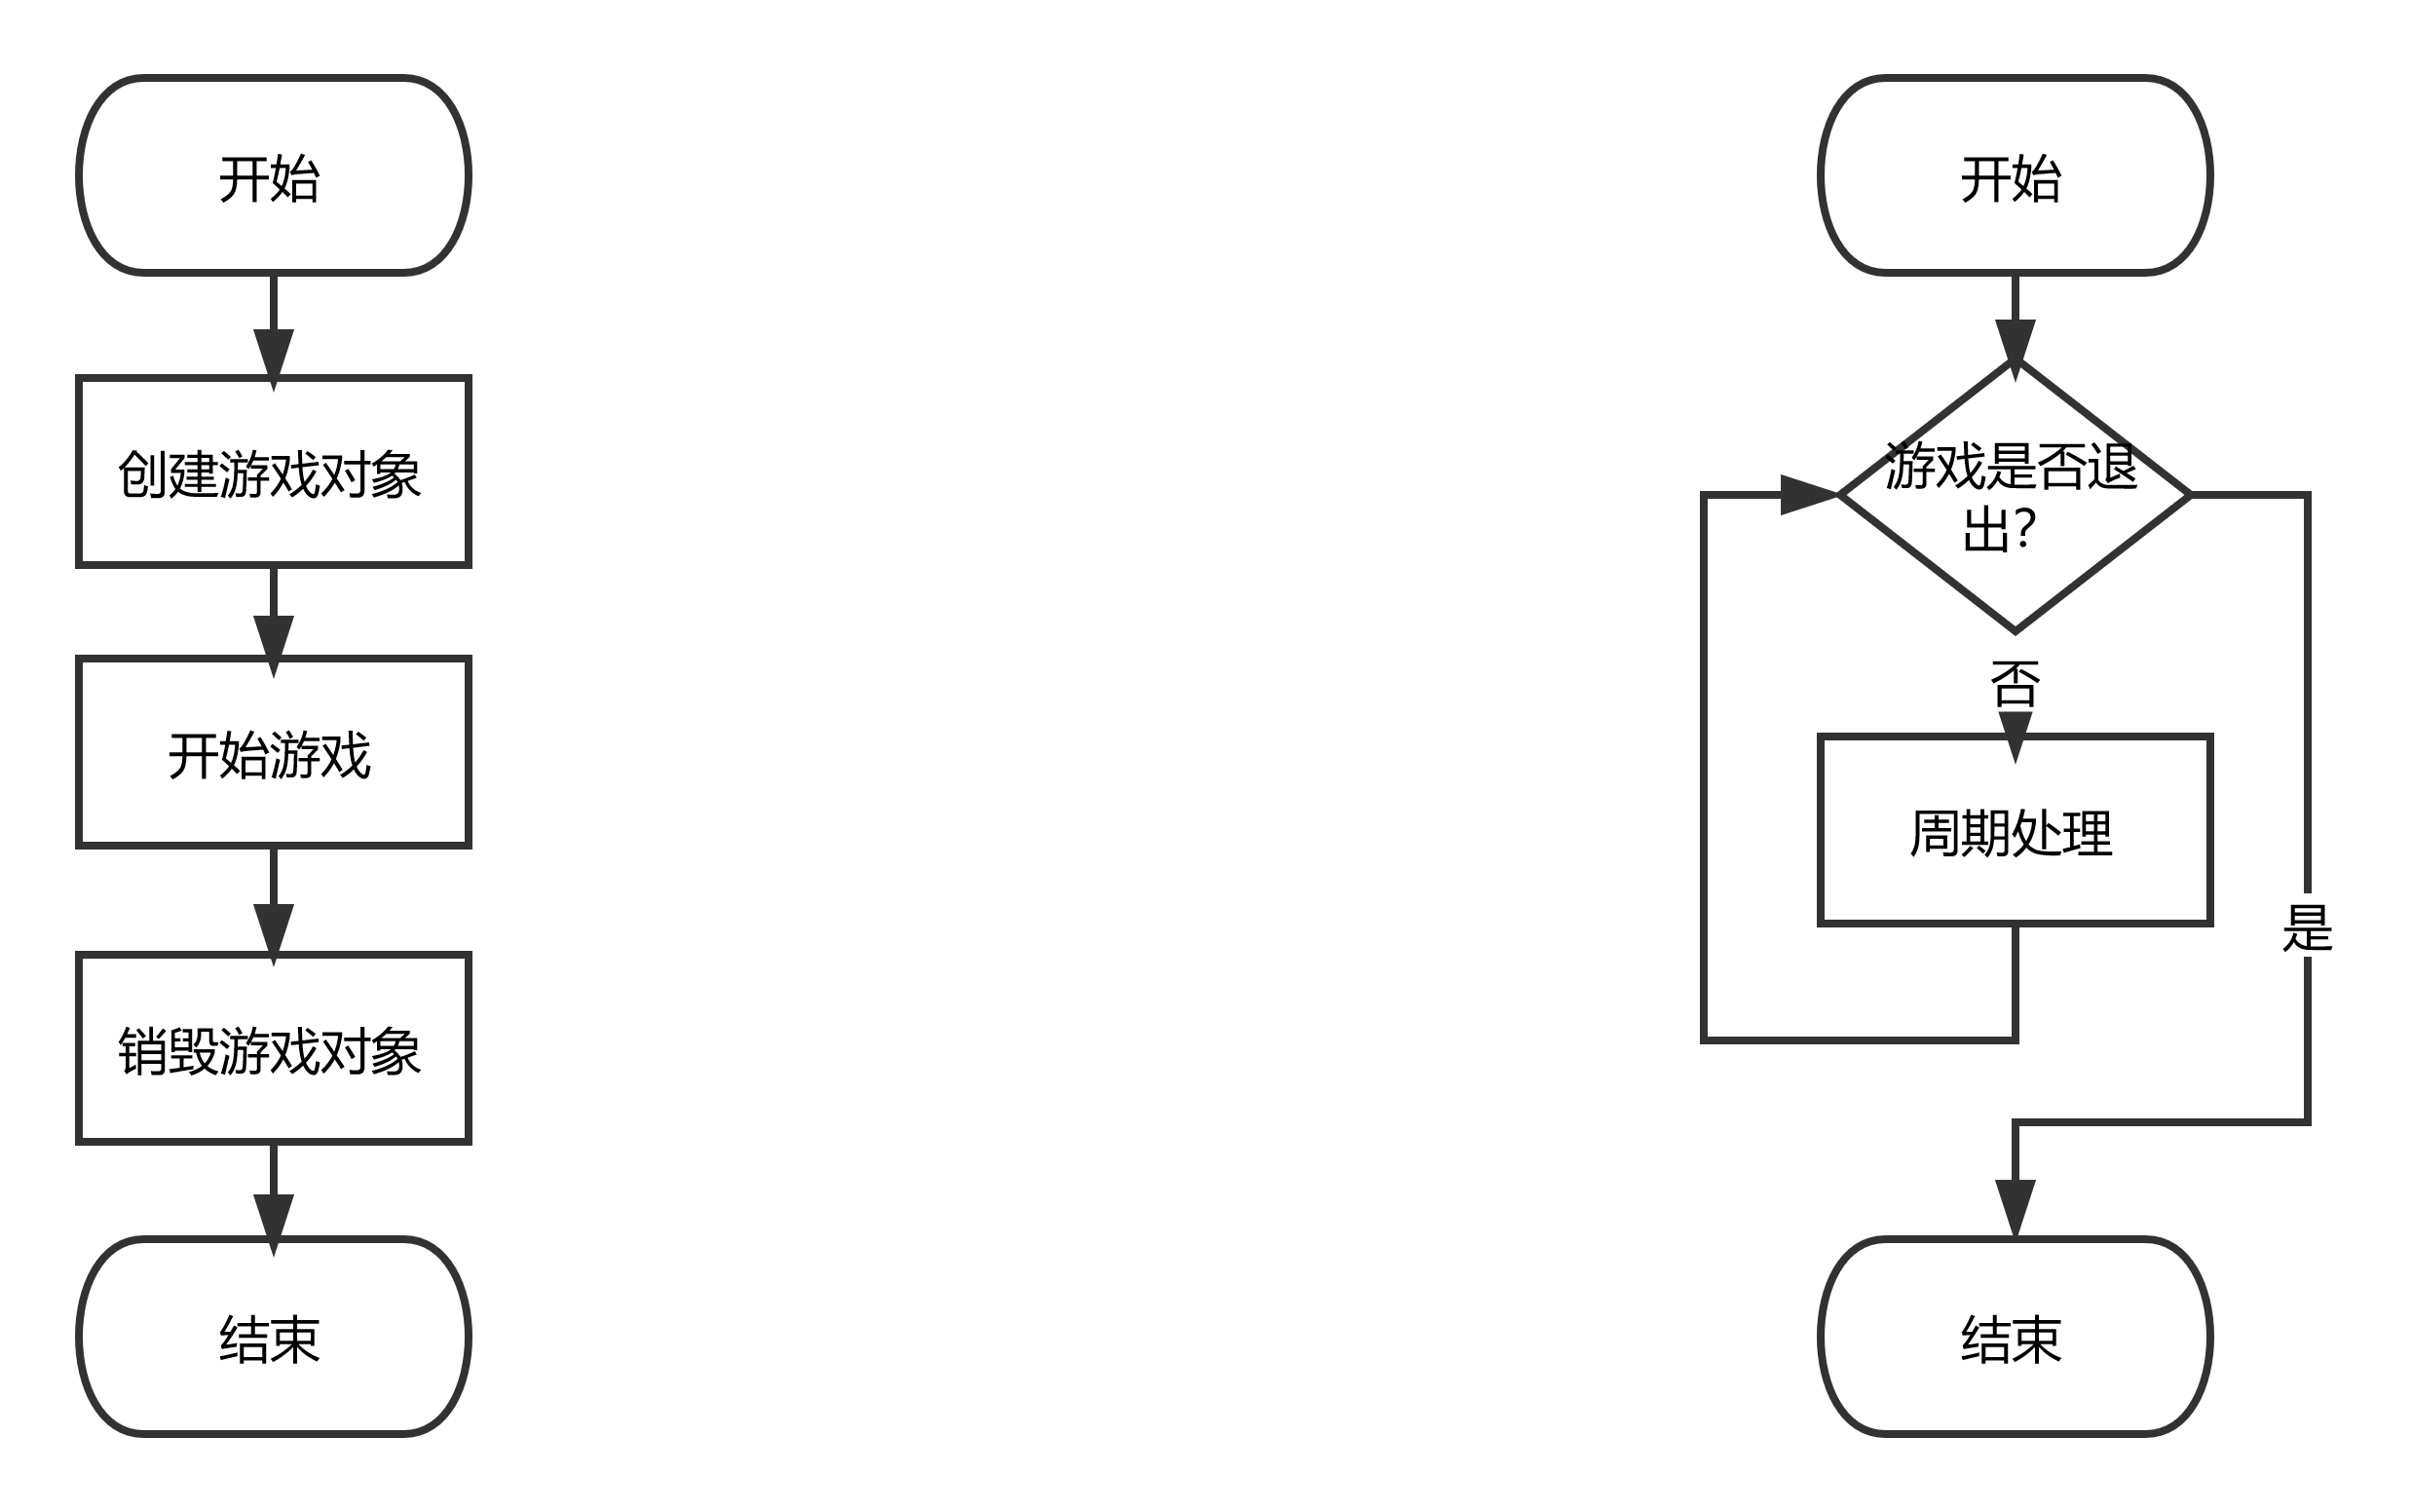 开始
创建游戏对象
开始游戏
销毁游戏对象
结束
开始
游戏是否退
出?
否
周期处理
是
结束